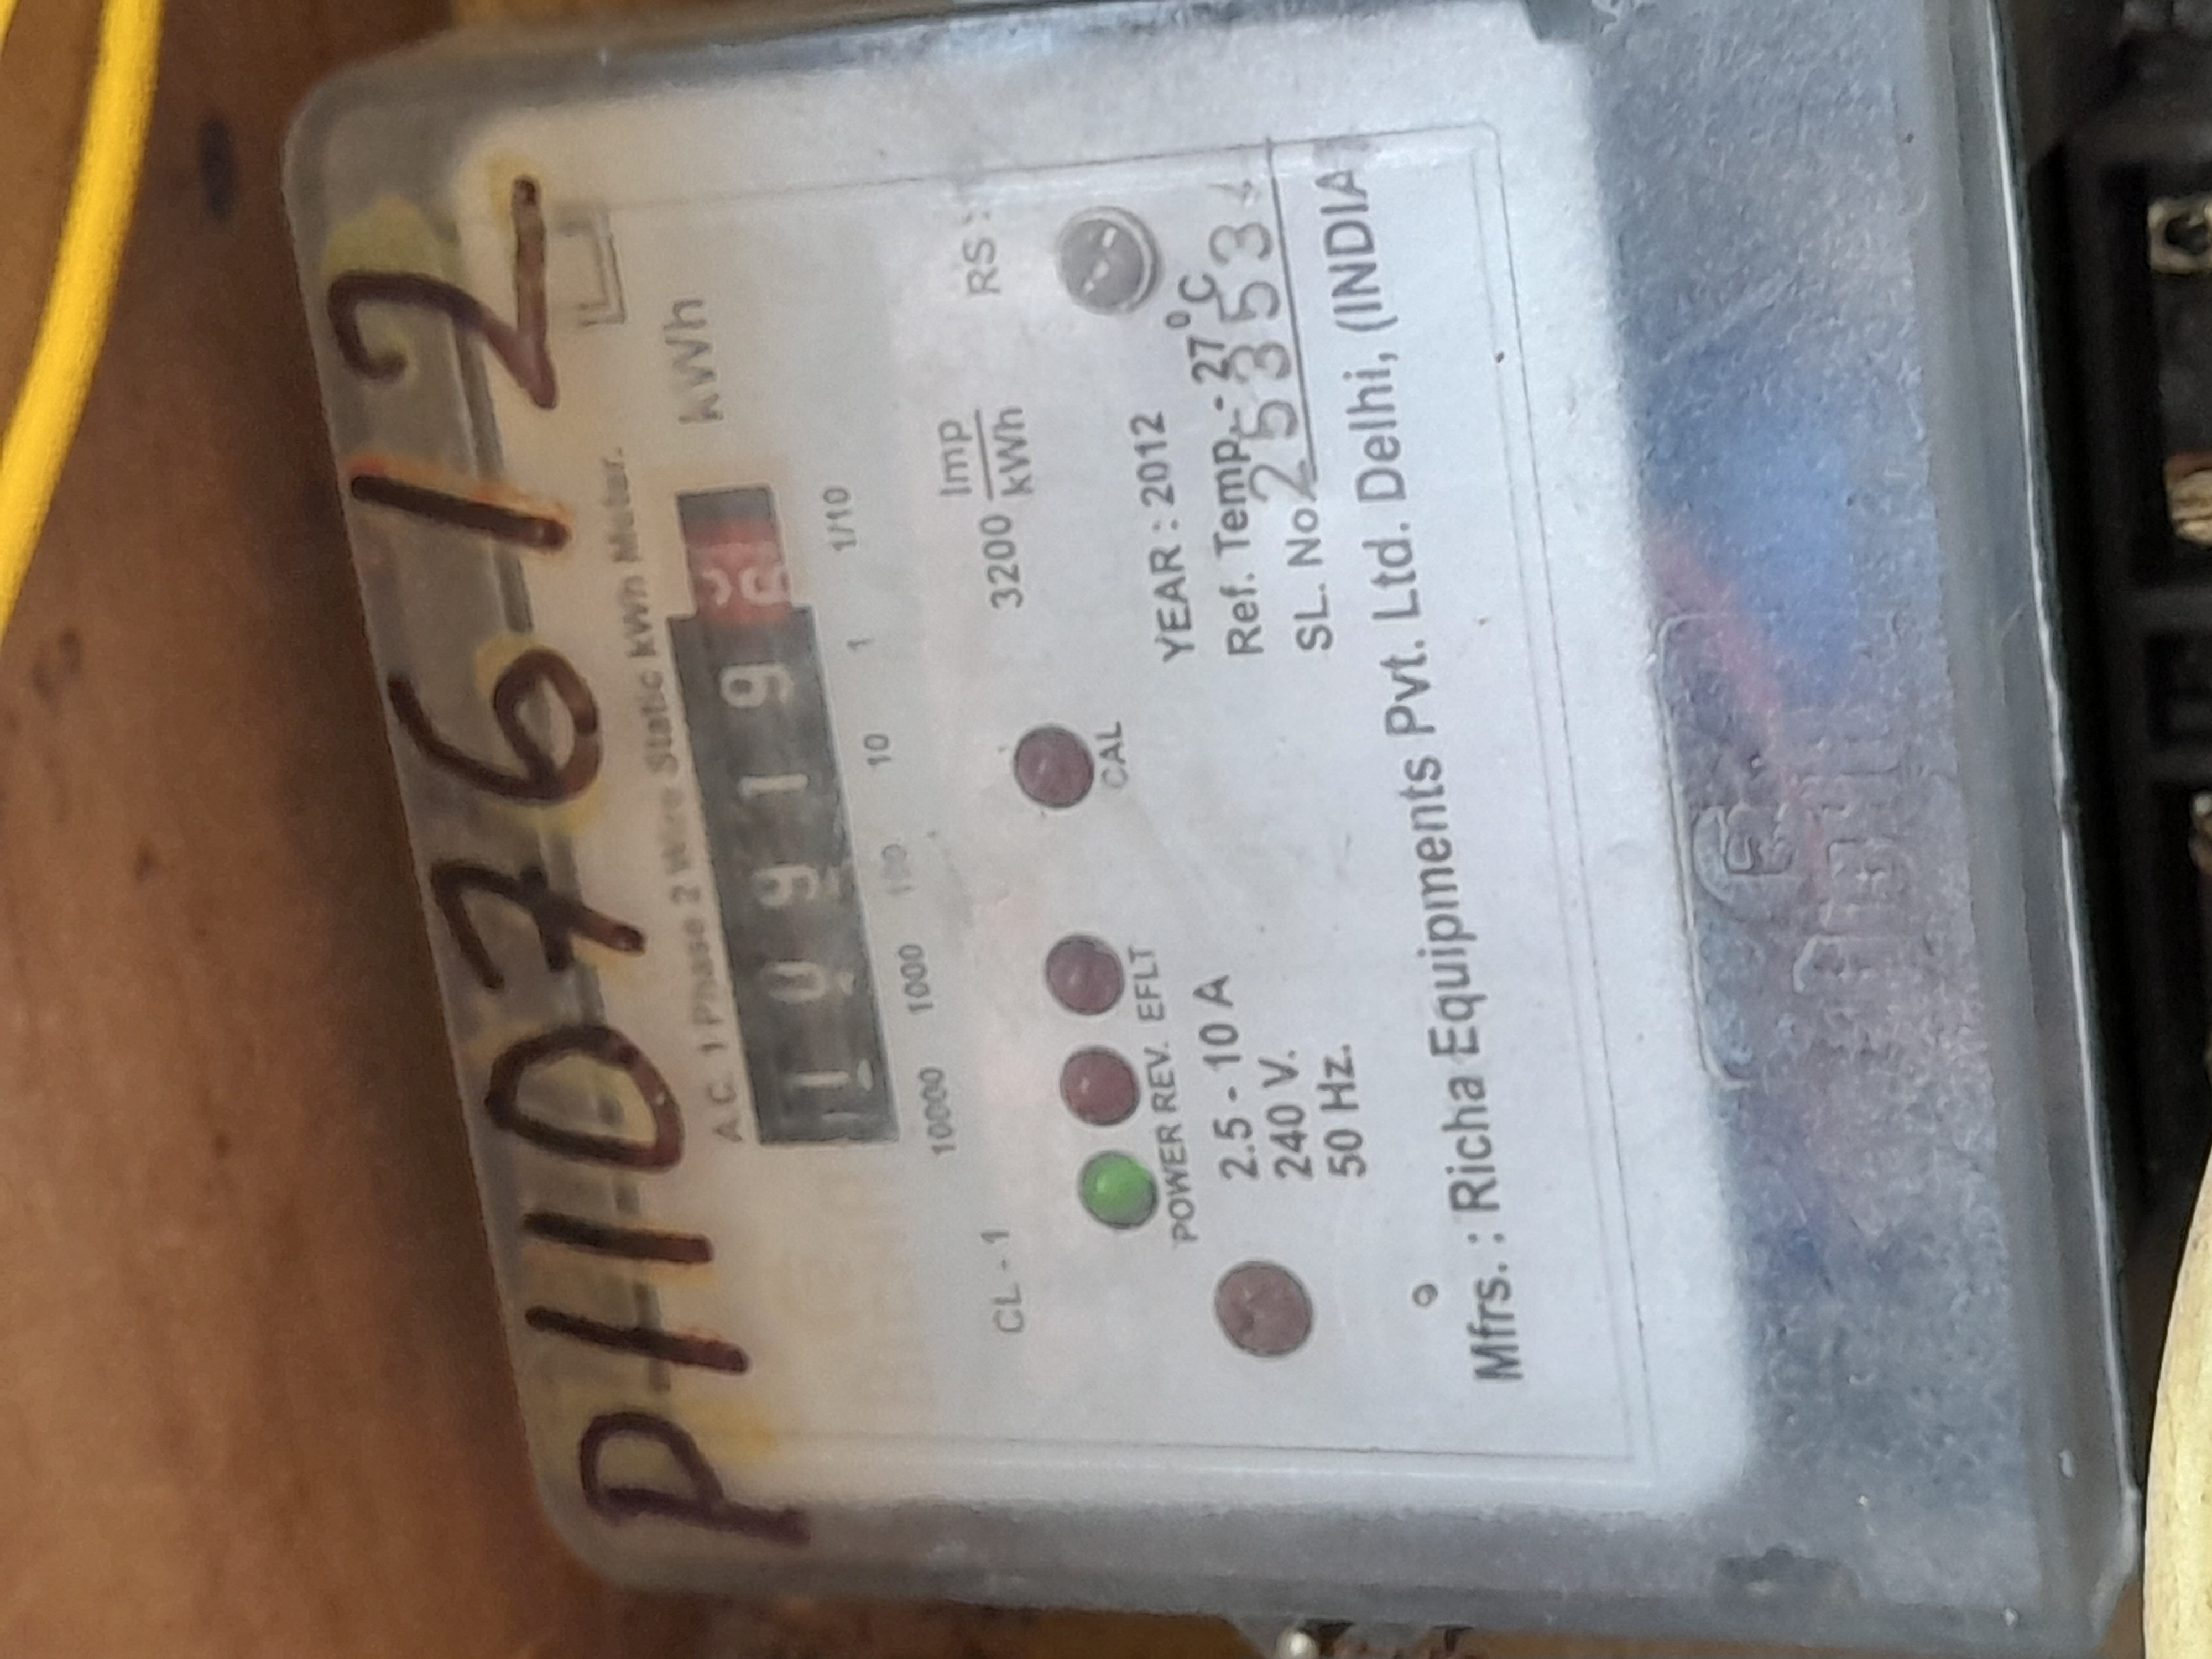 P11D7612
A.C. 1 Phase 2 Wire Static kWh Meter.
1 0 9 1 9
kWh
10000 1000 100 10 1 1/10
CL - 1
3200 Imp/kWh
RS :
POWER REV. EFLT
CAL
2.5 - 10 A
240 V.
50 Hz.
YEAR : 2012
Ref. Temp. - 27°C
SL. No.
Mfrs. : Richa Equipments Pvt. Ltd. Delhi, (INDIA